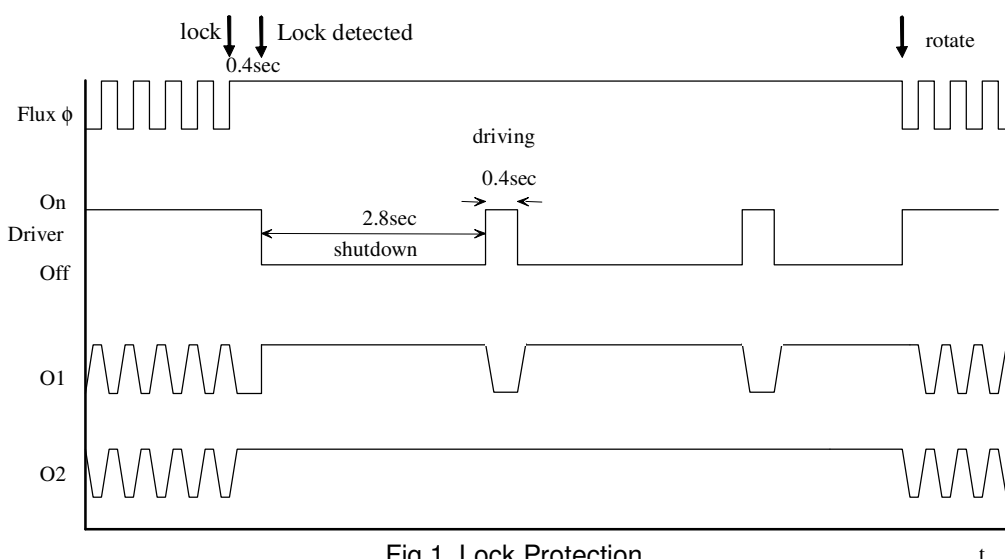 lock
Lock detected
rotate
0.4sec
Flux ϕ
driving
0.4sec
On
2.8sec
Driver
shutdown
Off
O1
O2
Fig.1 Lock Protection
t